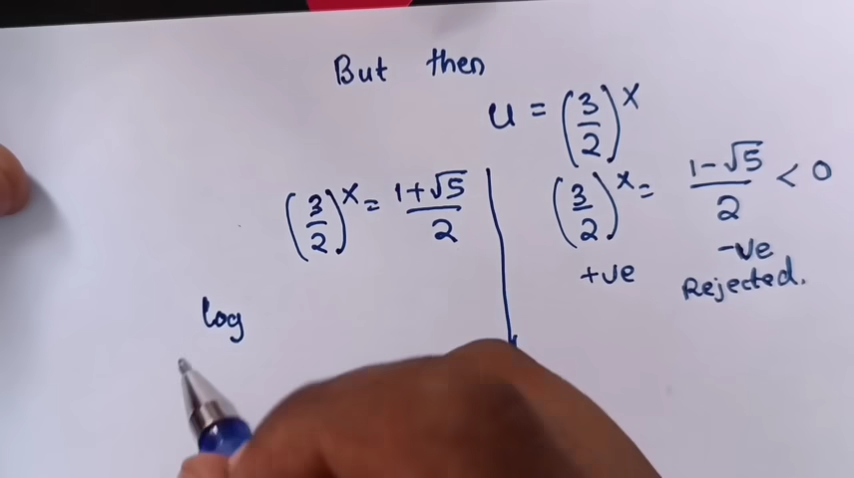 But then
u = (3/2)^x
(3/2)^x = (1+√5)/2
(3/2)^x = (1-√5)/2 < 0
+ve
-ve
Rejected.
log